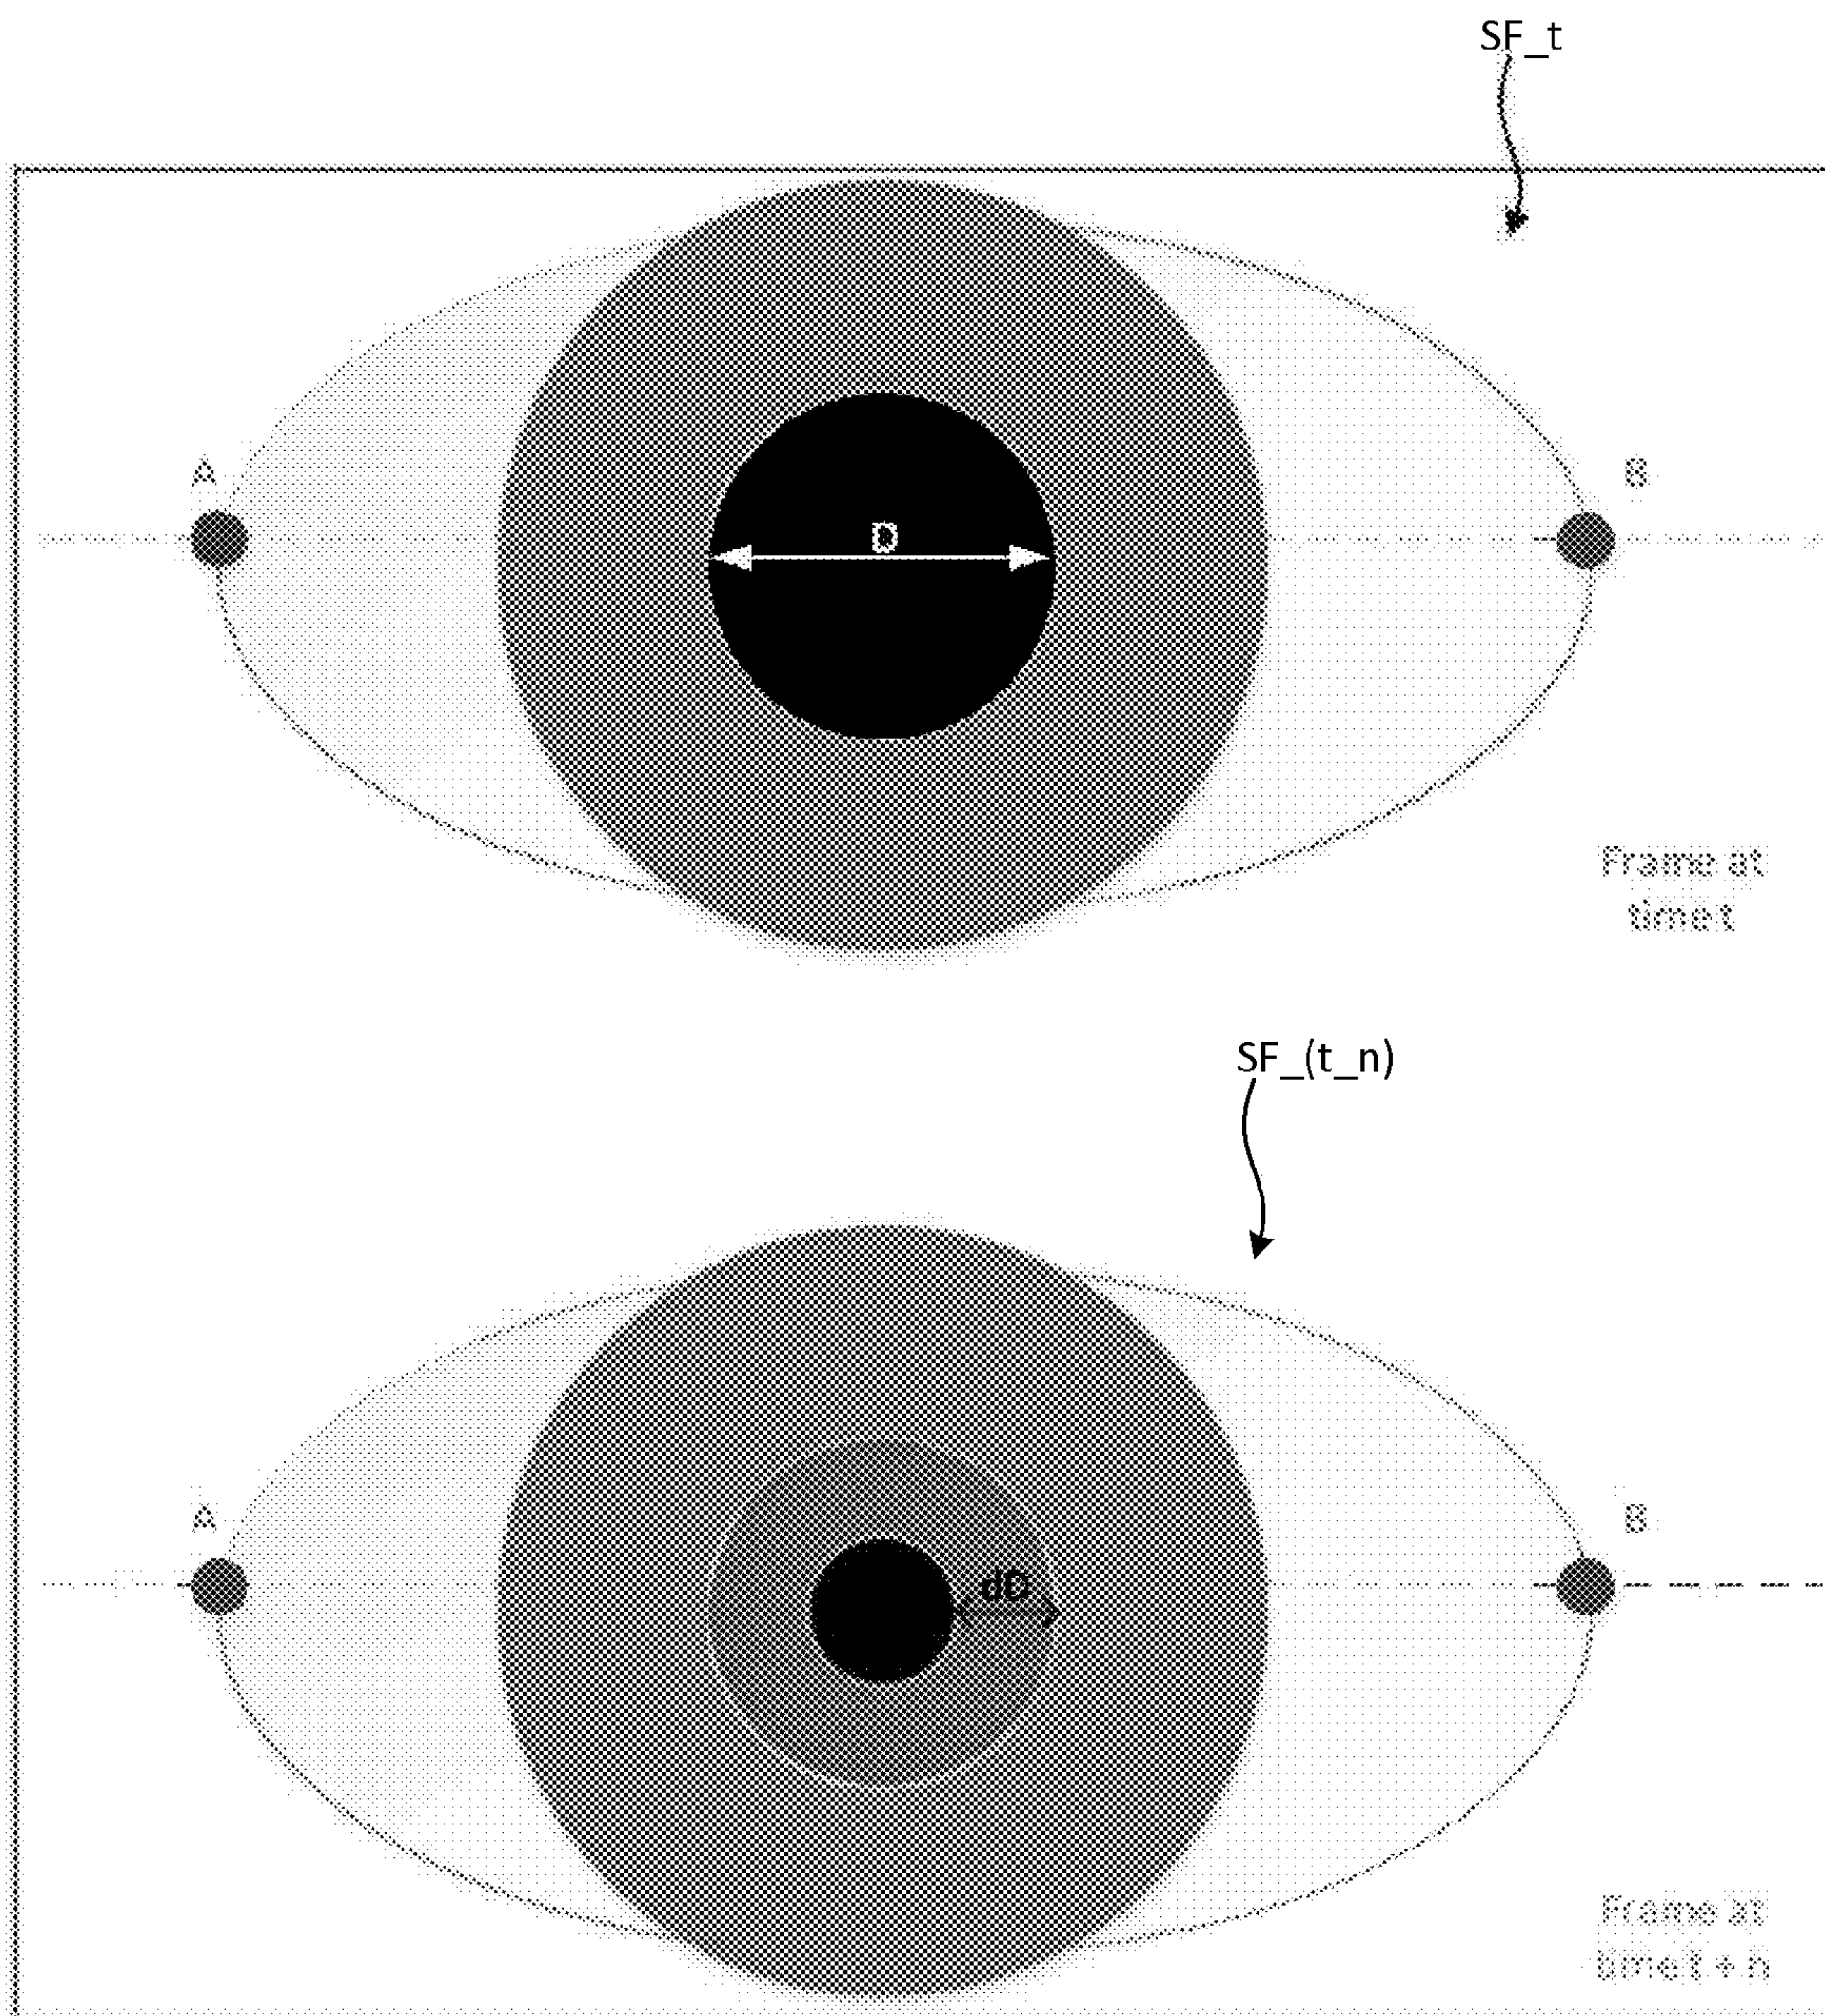 SF_t
A
B
D
Frame at
time t
SF_(t_n)
A
B
dD
Frame at
time t + n